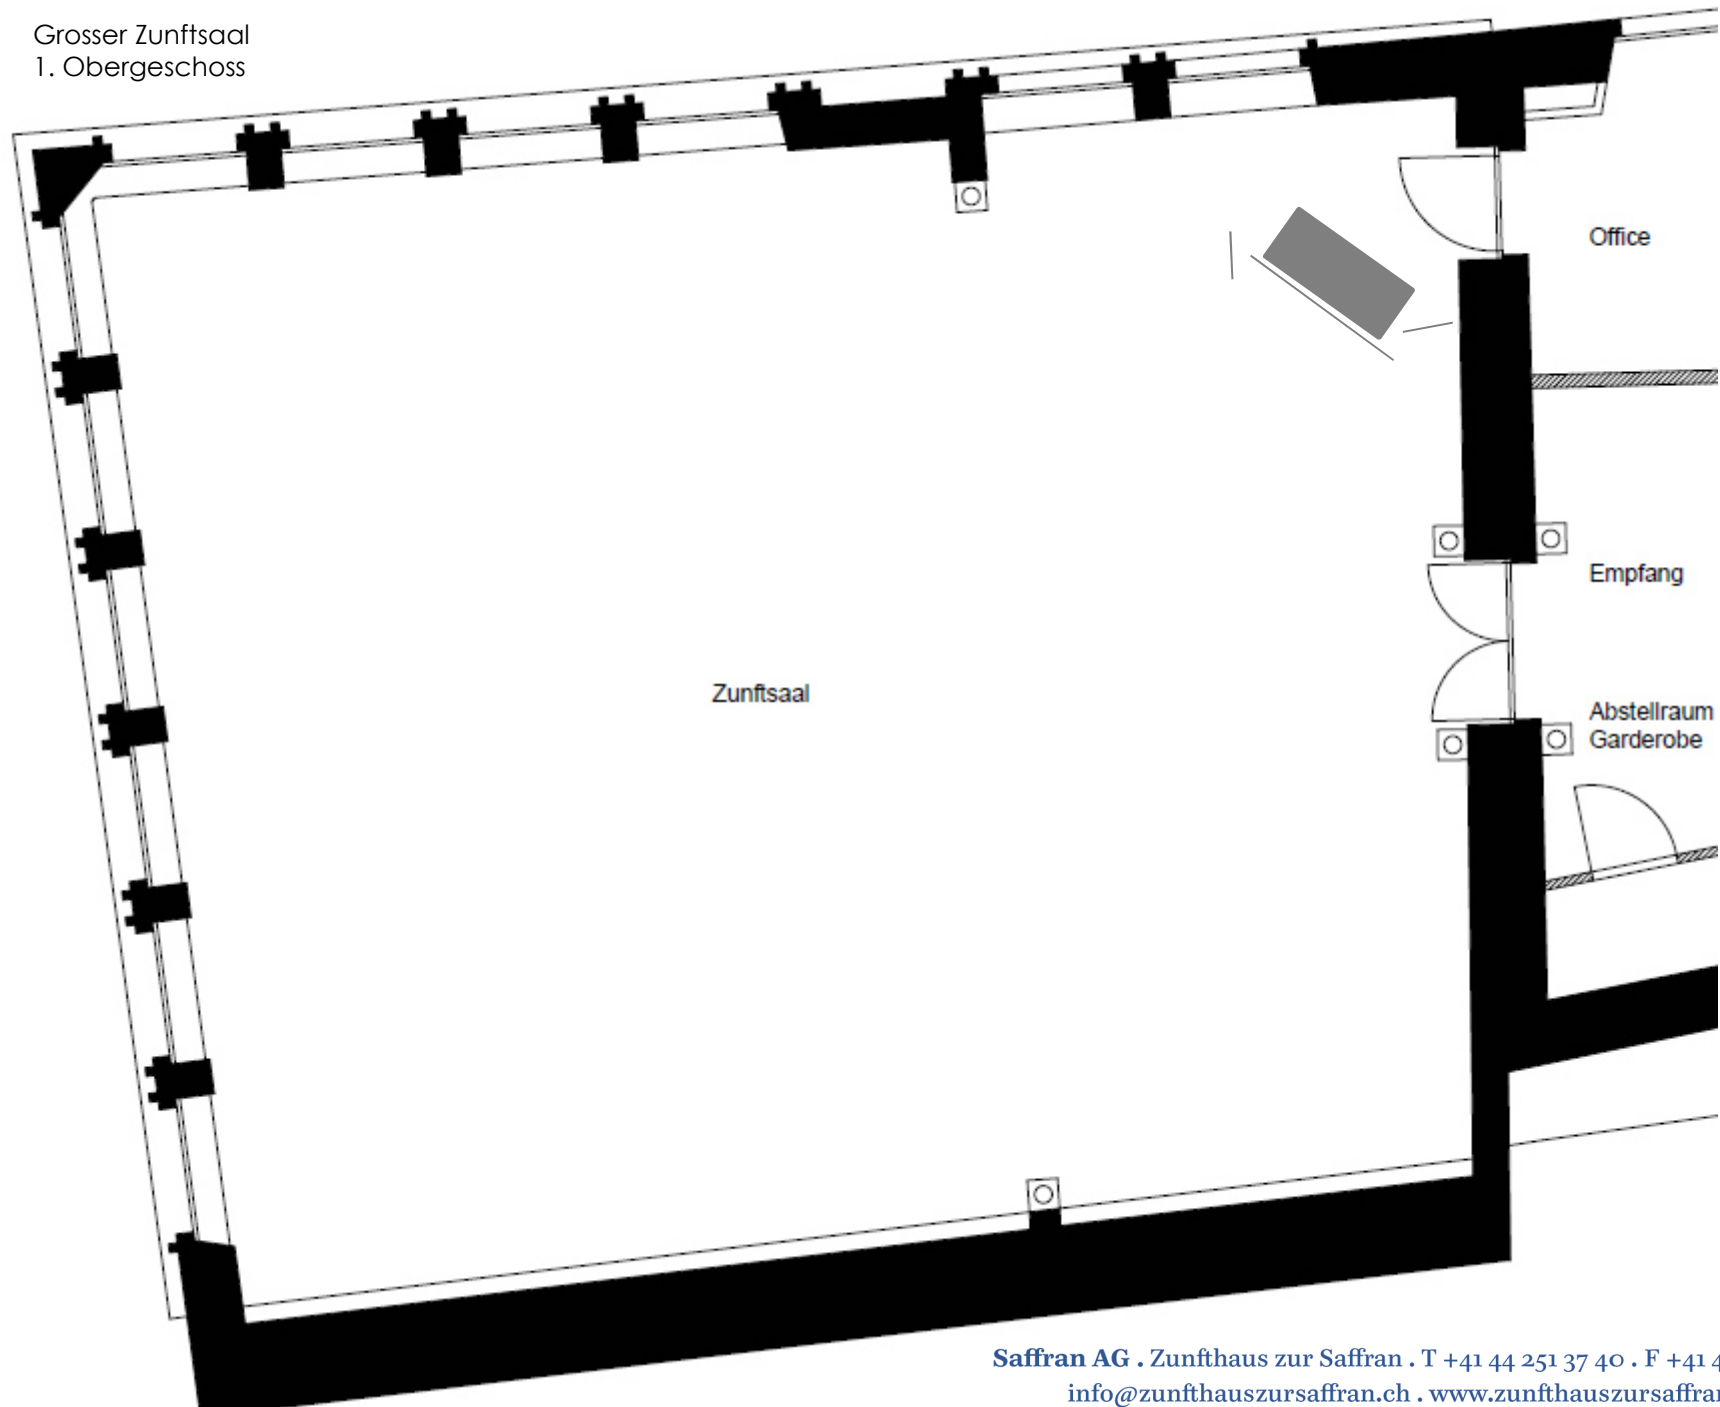 Grosser Zunftsaal
1. Obergeschoss
Office
Empfang
Zunftsaal
Abstellraum
Garderobe
Saffran AG . Zunfthaus zur Saffran . T +41 44 251 37 40 . F +41 4
info@zunfthauszursaffran.ch . www.zunfthauszursaffran